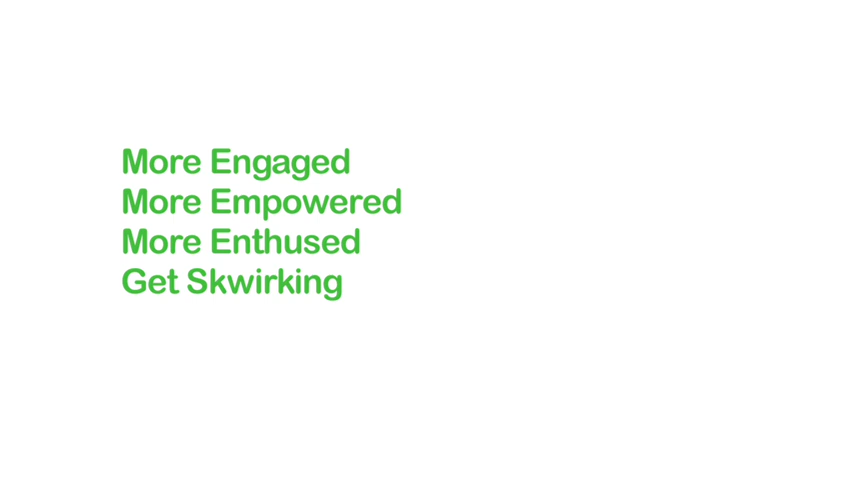 More Engaged
More Empowered
More Enthused
Get Skwirking